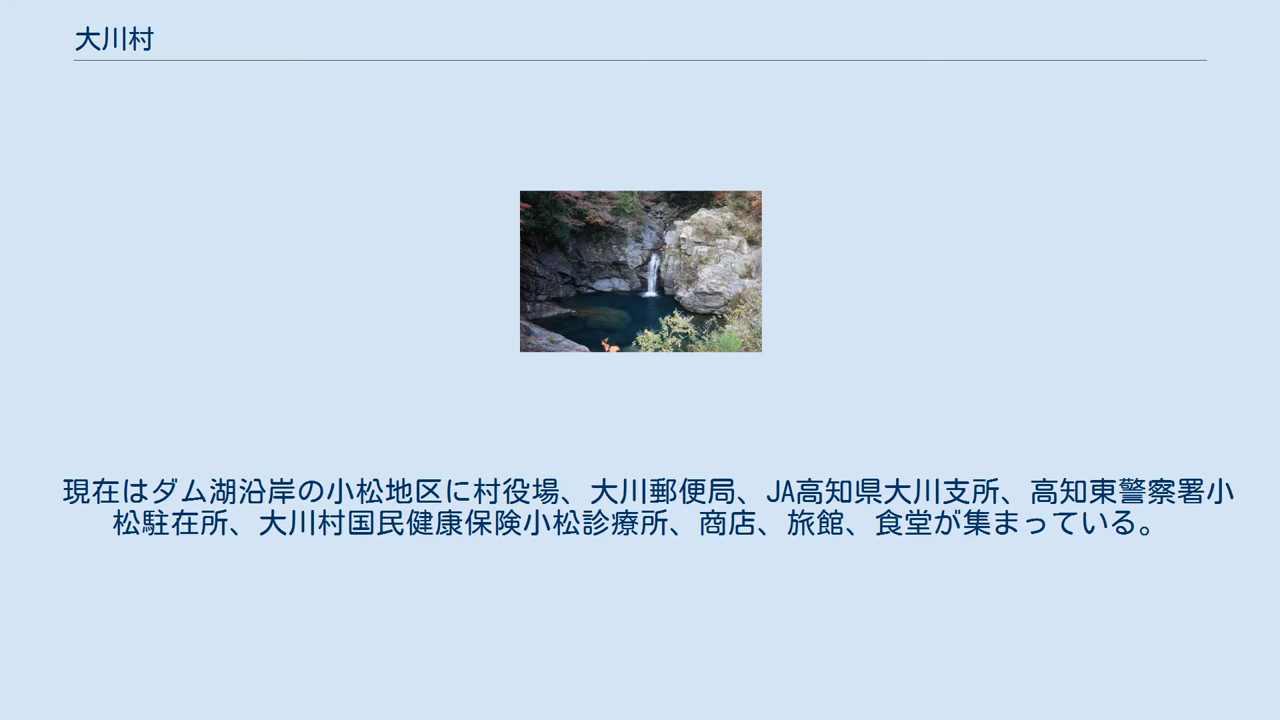 大川村
現在はダム湖沿岸の小松地区に村役場、大川郵便局、JA高知県大川支所、高知東警察署小
松駐在所、大川村国民健康保険小松診療所、商店、旅館、食堂が集まっている。